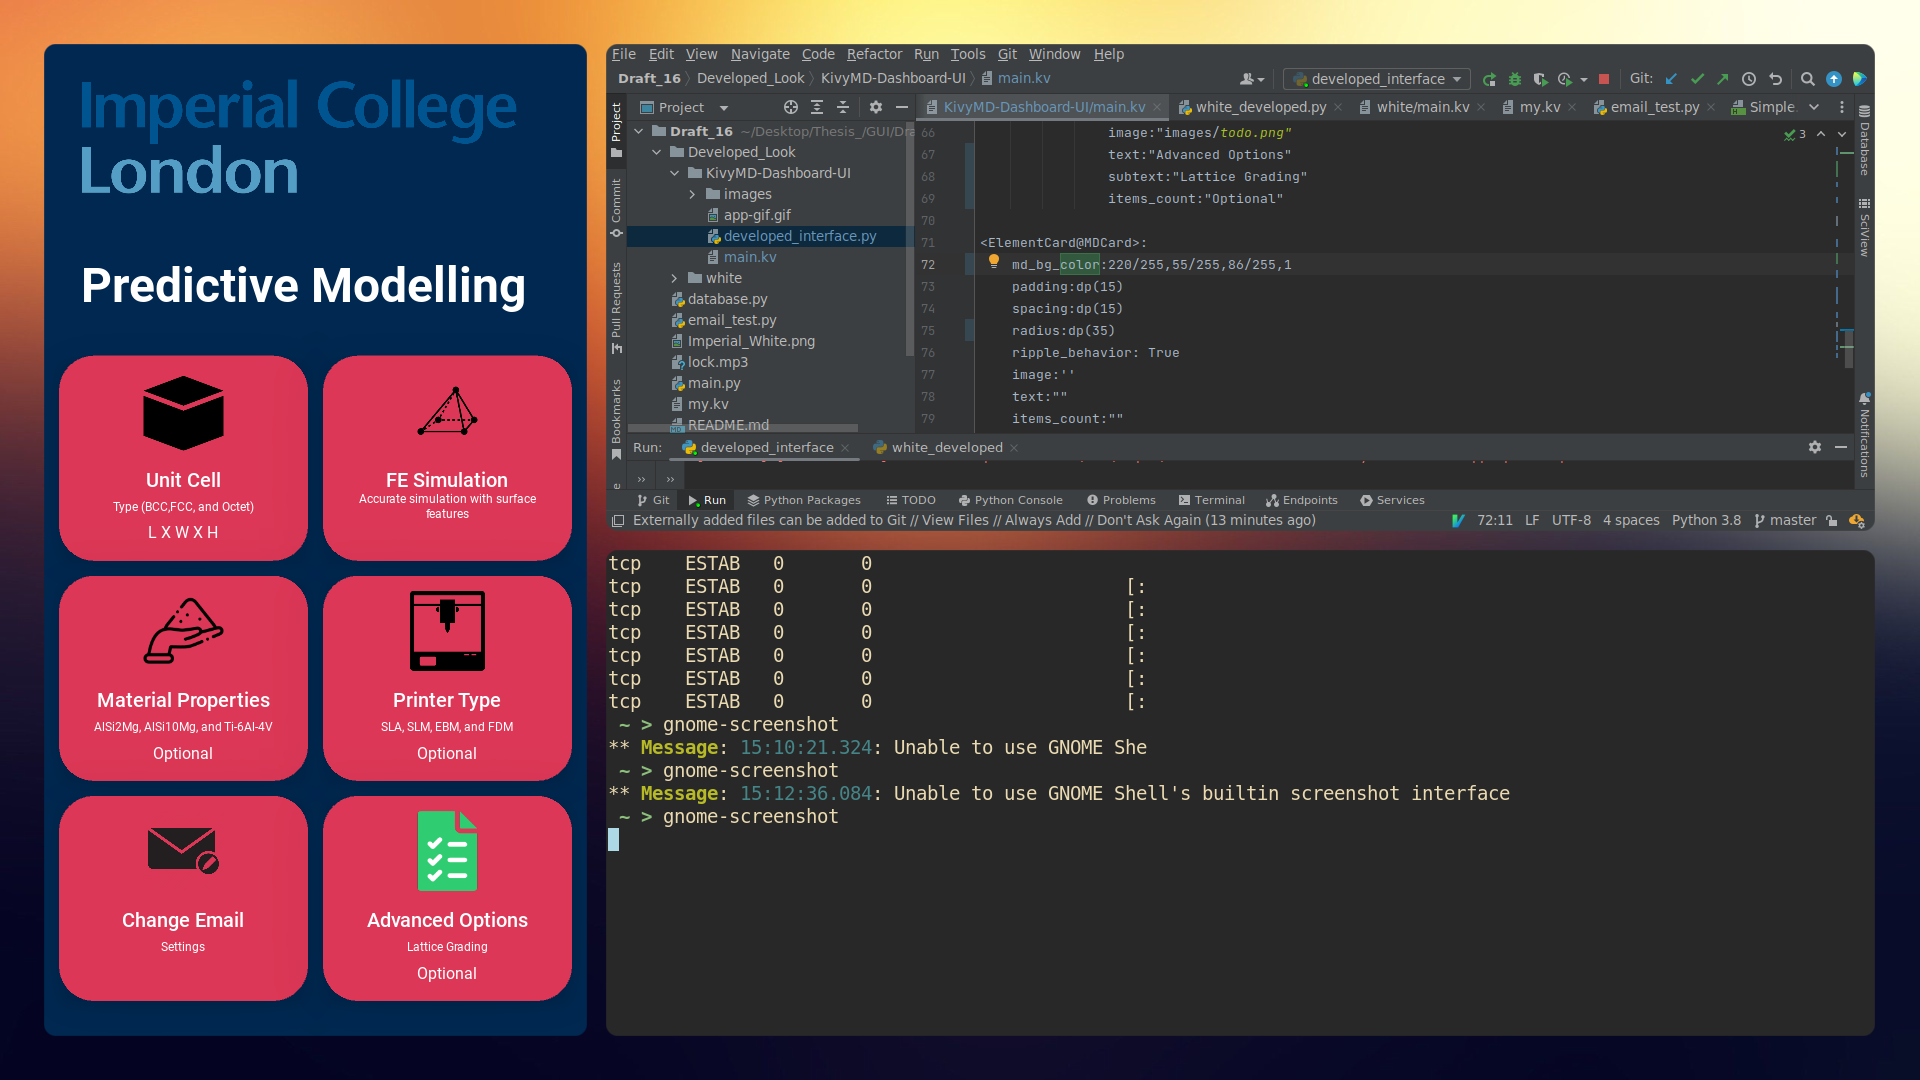 Imperial College
London
Predictive Modelling
Unit Cell
Type (BCC,FCC, and Octet)
L X W X H
FE Simulation
Accurate simulation with surface
features
Material Properties
AlSi2Mg, AlSi10Mg, and Ti-6Al-4V
Optional
Printer Type
SLA, SLM, EBM, and FDM
Optional
Change Email
Settings
Advanced Options
Lattice Grading
Optional
File Edit View Navigate Code Refactor Run Tools Git Window Help
Draft_16 Developed_Look KivyMD-Dashboard-UI main.kv
developed_interface
Git:
Project
KivyMD-Dashboard-UI/main.kv white_developed.py white/main.kv my.kv email_test.py Simple
Project
Commit
Pull Requests
Bookmarks
Draft_16 ~/Desktop/Thesis_/GUI/Dra
Developed_Look
KivyMD-Dashboard-UI
images
app-gif.gif
developed_interface.py
main.kv
white
database.py
email_test.py
Imperial_White.png
lock.mp3
main.py
my.kv
README.md
66 image:"images/todo.png"
67 text:"Advanced Options"
68 subtext:"Lattice Grading"
69 items_count:"Optional"
70
71 <ElementCard@MDCard>:
72 md_bg_color:220/255,55/255,86/255,1
73 padding:dp(15)
74 spacing:dp(15)
75 radius:dp(35)
76 ripple_behavior: True
77 image:''
78 text:""
79 items_count:""
3
Database
SciView
Notifications
Run: developed_interface white_developed
Git Run Python Packages TODO Python Console Problems Terminal Endpoints Services
Externally added files can be added to Git // View Files // Always Add // Don't Ask Again (13 minutes ago)
72:11 LF UTF-8 4 spaces Python 3.8 master
tcp ESTAB 0 0
tcp ESTAB 0 0 [:
tcp ESTAB 0 0 [:
tcp ESTAB 0 0 [:
tcp ESTAB 0 0 [:
tcp ESTAB 0 0 [:
tcp ESTAB 0 0 [:
~ > gnome-screenshot
** Message: 15:10:21.324: Unable to use GNOME She
~ > gnome-screenshot
** Message: 15:12:36.084: Unable to use GNOME Shell's builtin screenshot interface
~ > gnome-screenshot